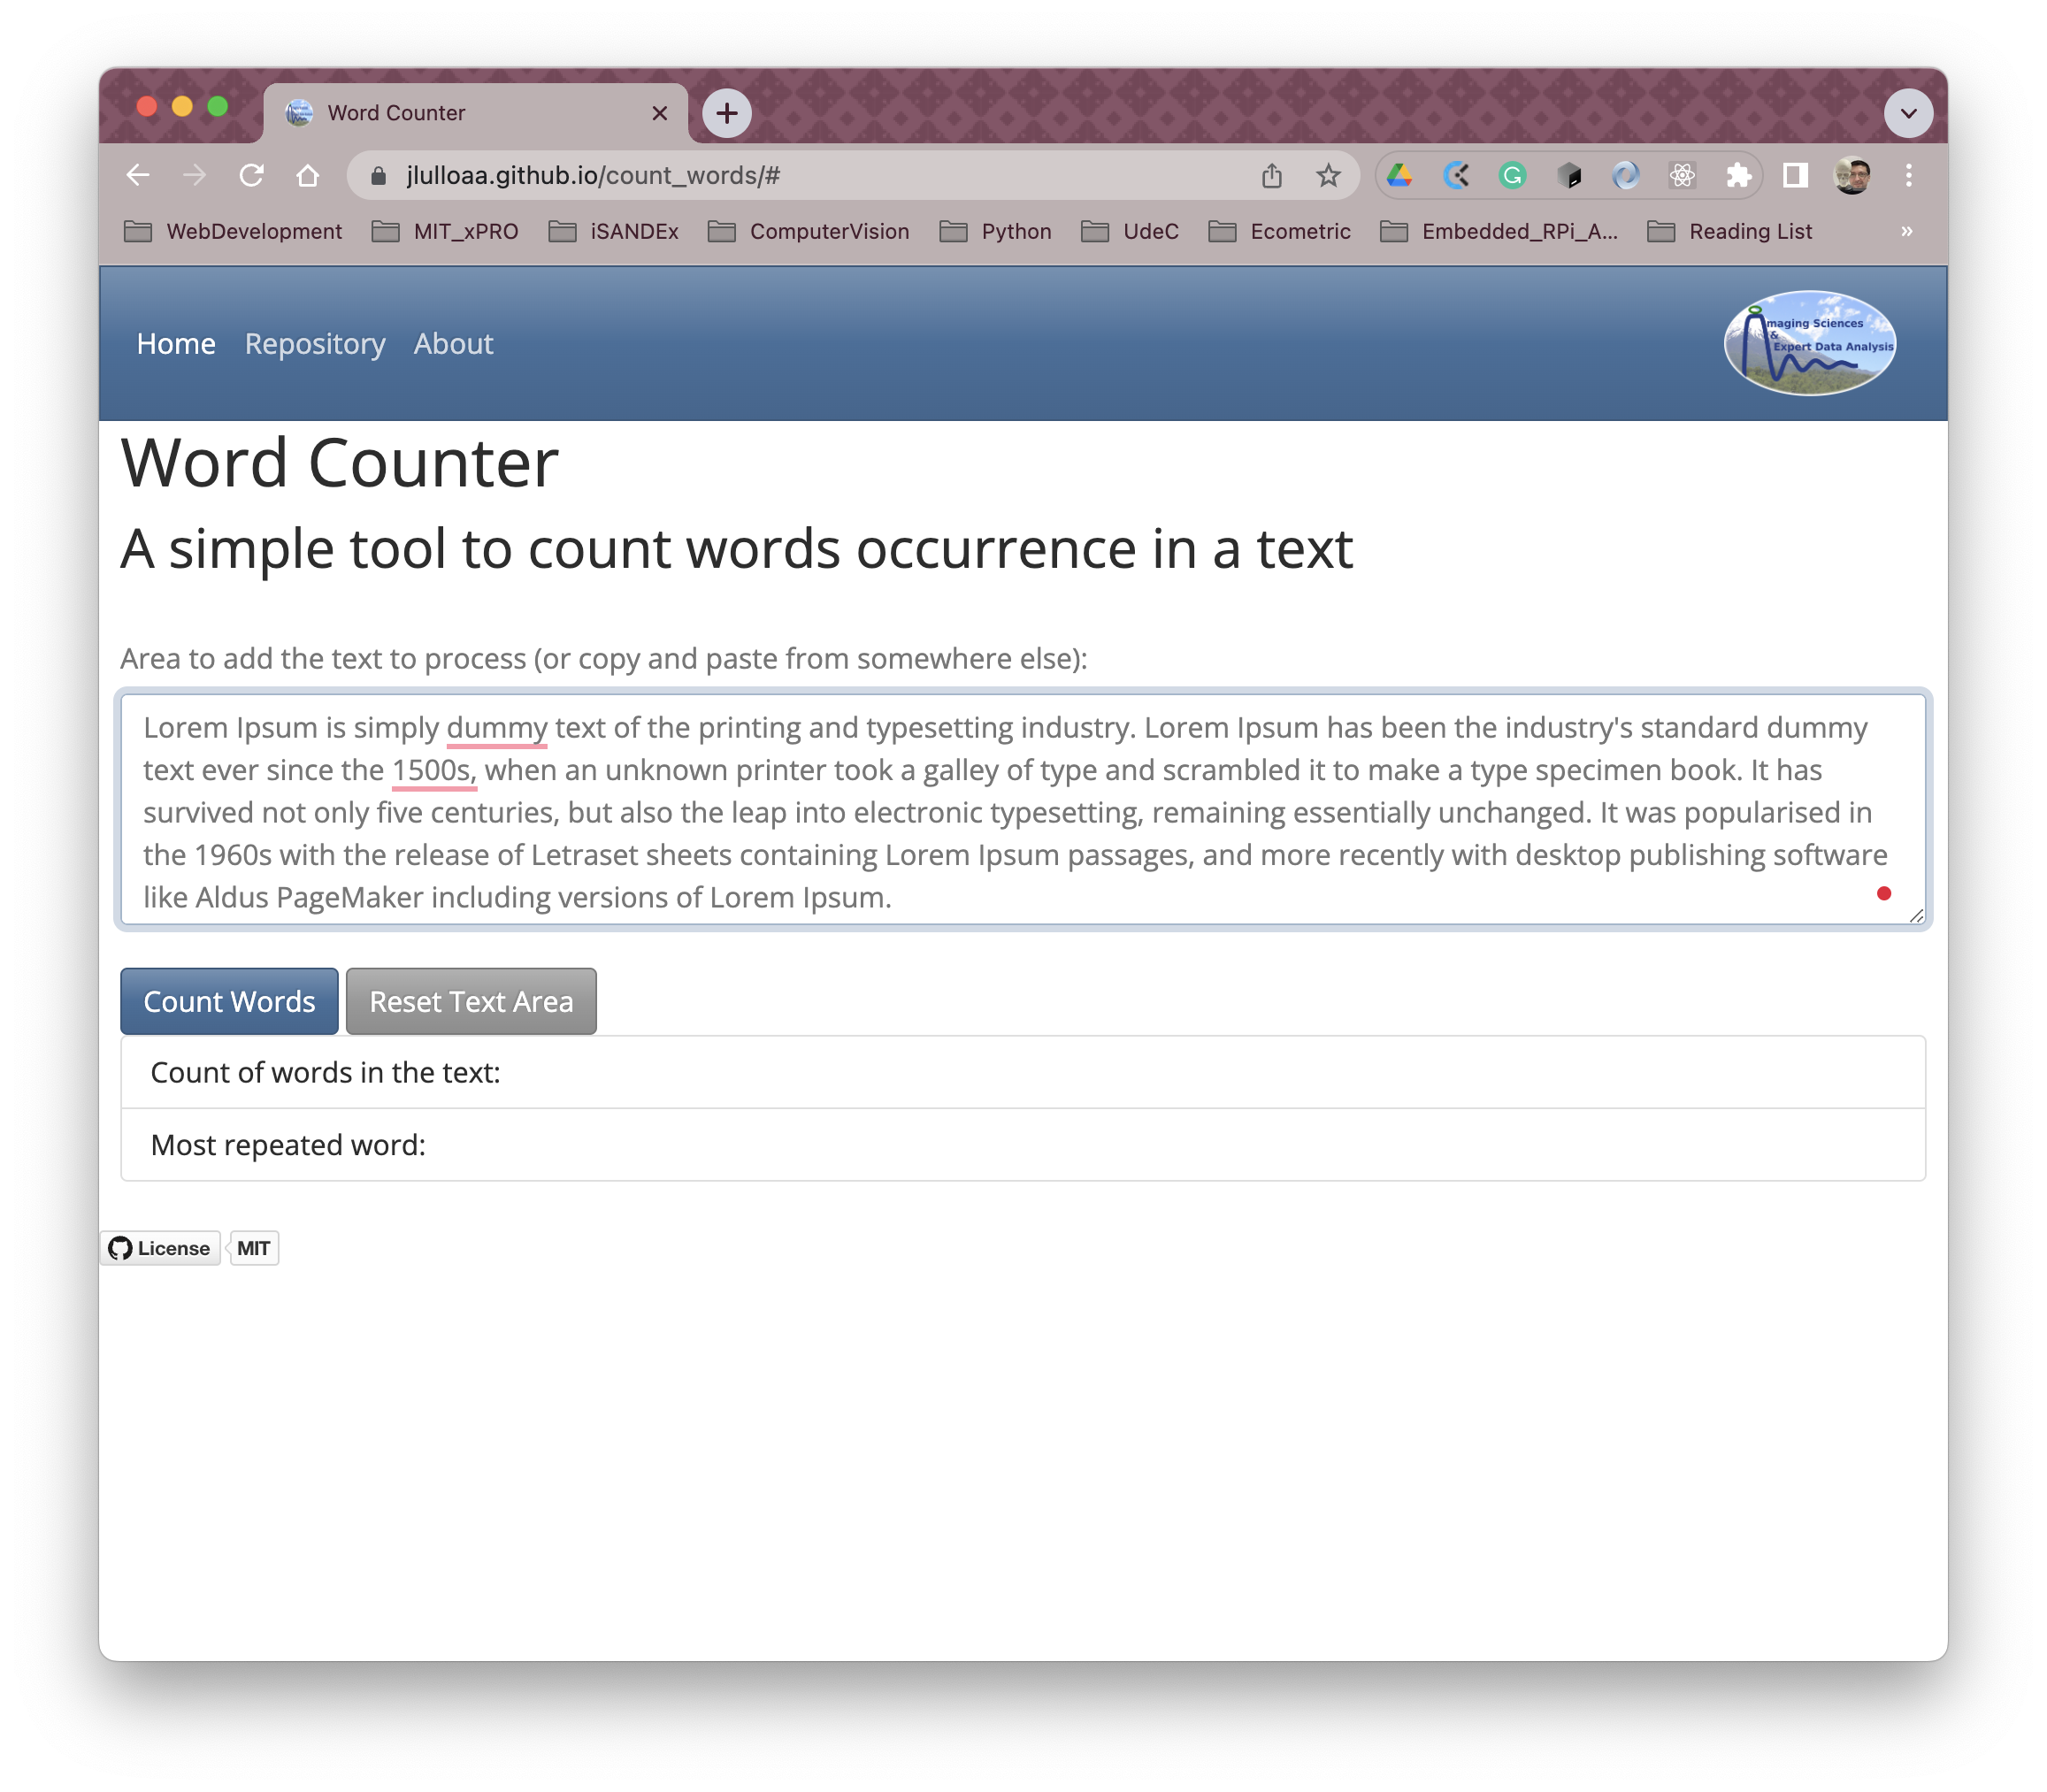 Word Counter
jlulloaa.github.io/count_words/#
WebDevelopment MIT_xPRO iSANDEx ComputerVision Python UdeC Ecometric Embedded_RPi_A... Reading List »
Home Repository About
maging Sciences
&
Expert Data Analysis
Word Counter
A simple tool to count words occurrence in a text
Area to add the text to process (or copy and paste from somewhere else):
Lorem Ipsum is simply dummy text of the printing and typesetting industry. Lorem Ipsum has been the industry's standard dummy
text ever since the 1500s, when an unknown printer took a galley of type and scrambled it to make a type specimen book. It has
survived not only five centuries, but also the leap into electronic typesetting, remaining essentially unchanged. It was popularised in
the 1960s with the release of Letraset sheets containing Lorem Ipsum passages, and more recently with desktop publishing software
like Aldus PageMaker including versions of Lorem Ipsum.
Count Words Reset Text Area
Count of words in the text:
Most repeated word:
License MIT